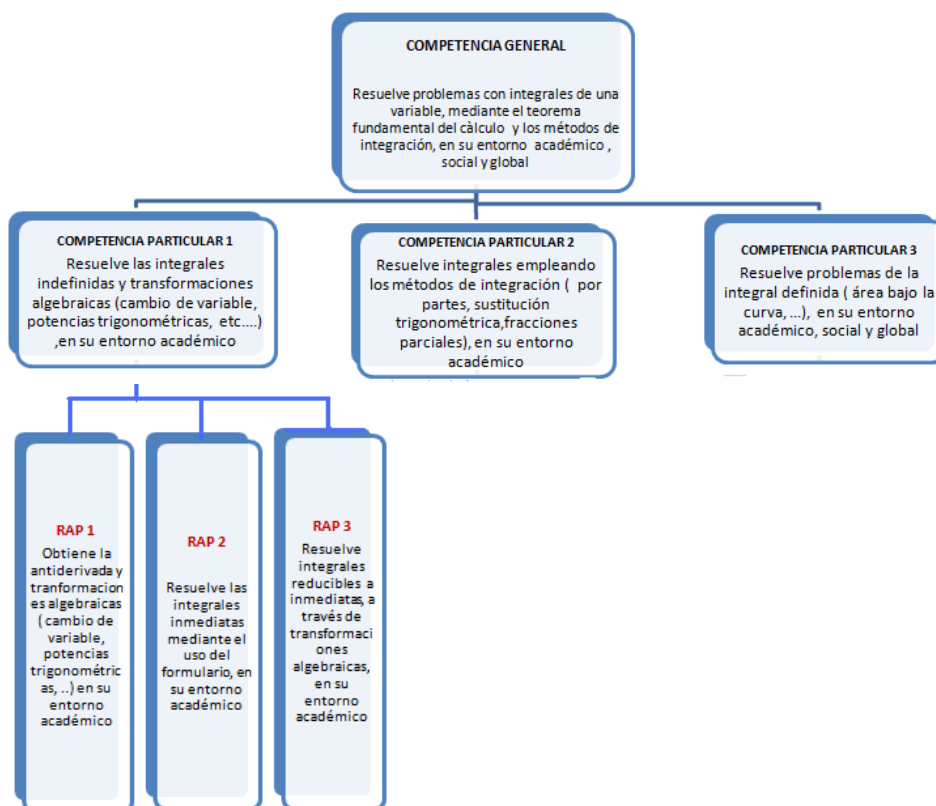 COMPETENCIA GENERAL
Resuelve problemas con integrales de una
variable, mediante el teorema
fundamental del càlculo y los métodos de
integración, en su entorno académico ,
social y global
COMPETENCIA PARTICULAR 1
Resuelve las integrales
indefinidas y transformaciones
algebraicas (cambio de variable,
potencias trigonométricas, etc....)
,en su entorno académico
COMPETENCIA PARTICULAR 2
Resuelve integrales empleando
los métodos de integración ( por
partes, sustitución
trigonométrica,fracciones
parciales), en su entorno
académico
COMPETENCIA PARTICULAR 3
Resuelve problemas de la
integral definida ( área bajo la
curva, ...), en su entorno
académico, social y global
RAP 1
Obtiene la
antiderivada y
tranformacion
es algebraicas
( cambio de
variable,
potencias
trigonométric
as, ..) en su
entorno
académico
RAP 2
Resuelve las
integrales
inmediatas
mediante el
uso del
formulario, en
su entorno
académico
RAP 3
Resuelve
integrales
reducibles a
inmediatas, a
través de
transformaci
ones
algebraicas,
en su
entorno
académico